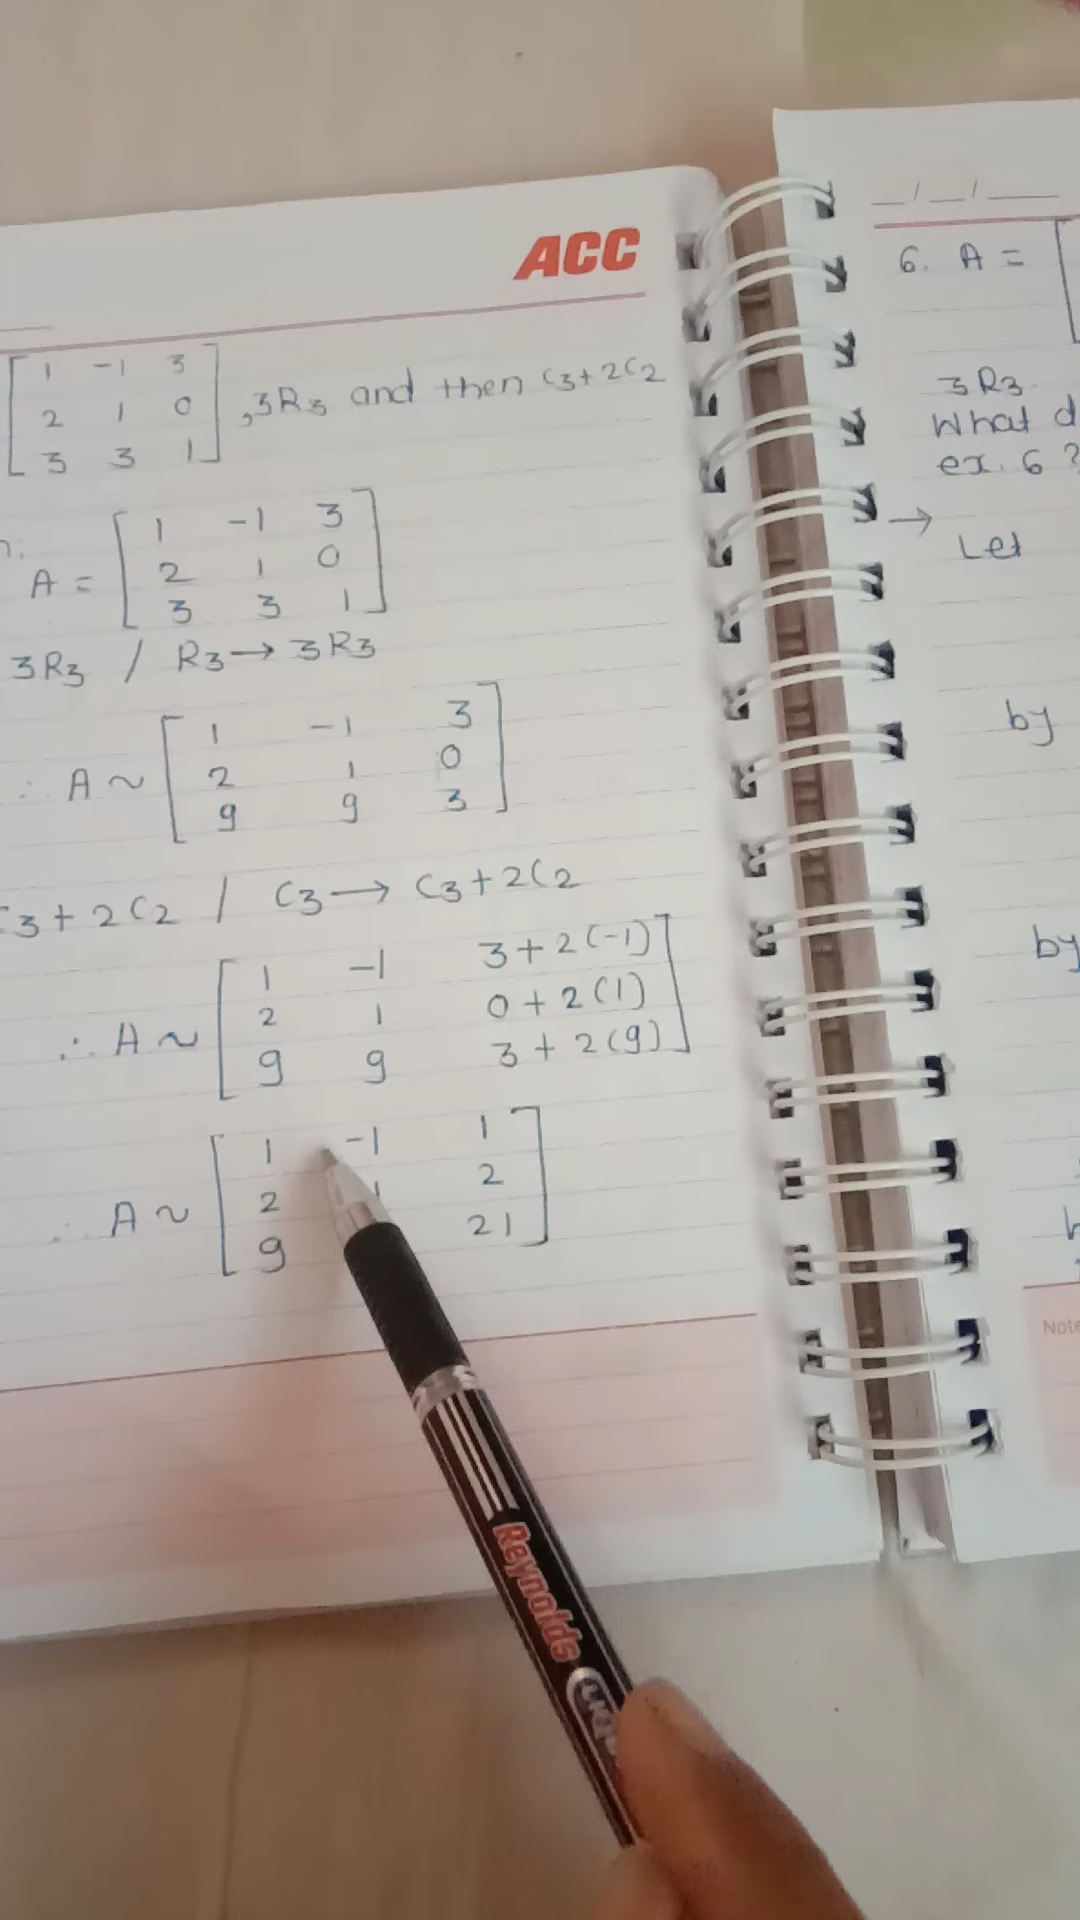 ACC
1 -1 3
2 1 0
3 3 1
, 3R3 and then C3+2C2
A =
1 -1 3
2 1 0
3 3 1
3R3 / R3 → 3R3
∴ A ~
1 -1 3
2 1 0
9 9 3
C3+2C2 / C3 → C3+2C2
∴ A ~
1 -1 3+2(-1)
2 1 0+2(1)
9 9 3+2(9)
∴ A ~
1 -1 1
2 1 2
9 21
Reynolds
6. A = [
3R3.
What d
ex. 6 ?
→ Let
by
by
Note